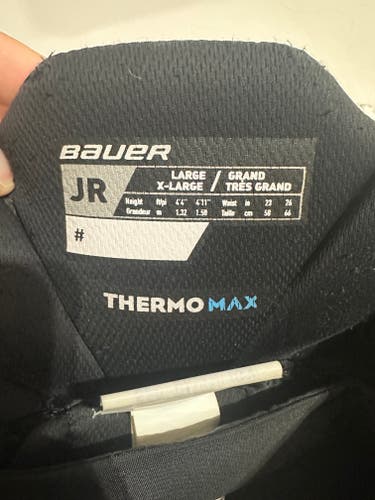 BAUER
JR
LARGE / GRAND
X-LARGE / TRÈS GRAND
Height ft/pi 4'4" 4'11" Waist in 23 26
Grandeur m 1.32 1.50 Taille cm 58 66
#
THERMO MAX